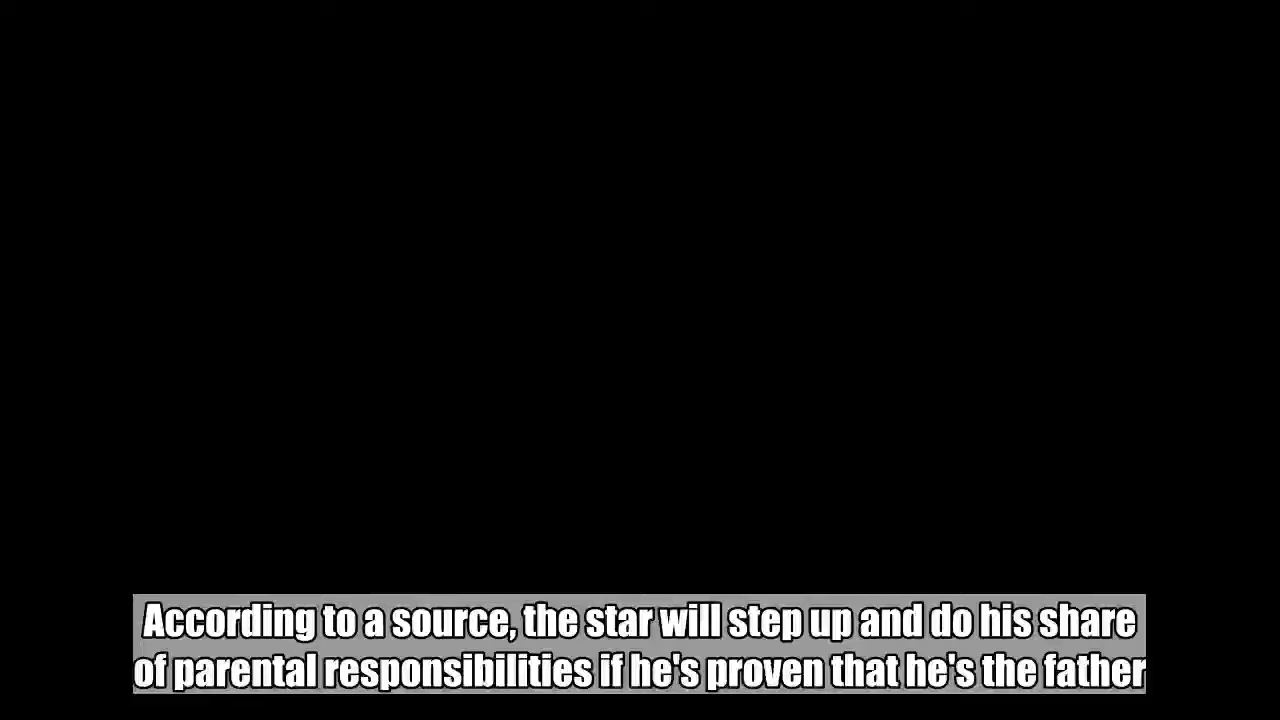 According to a source, the star will step up and do his share
of parental responsibilities if he's proven that he's the father